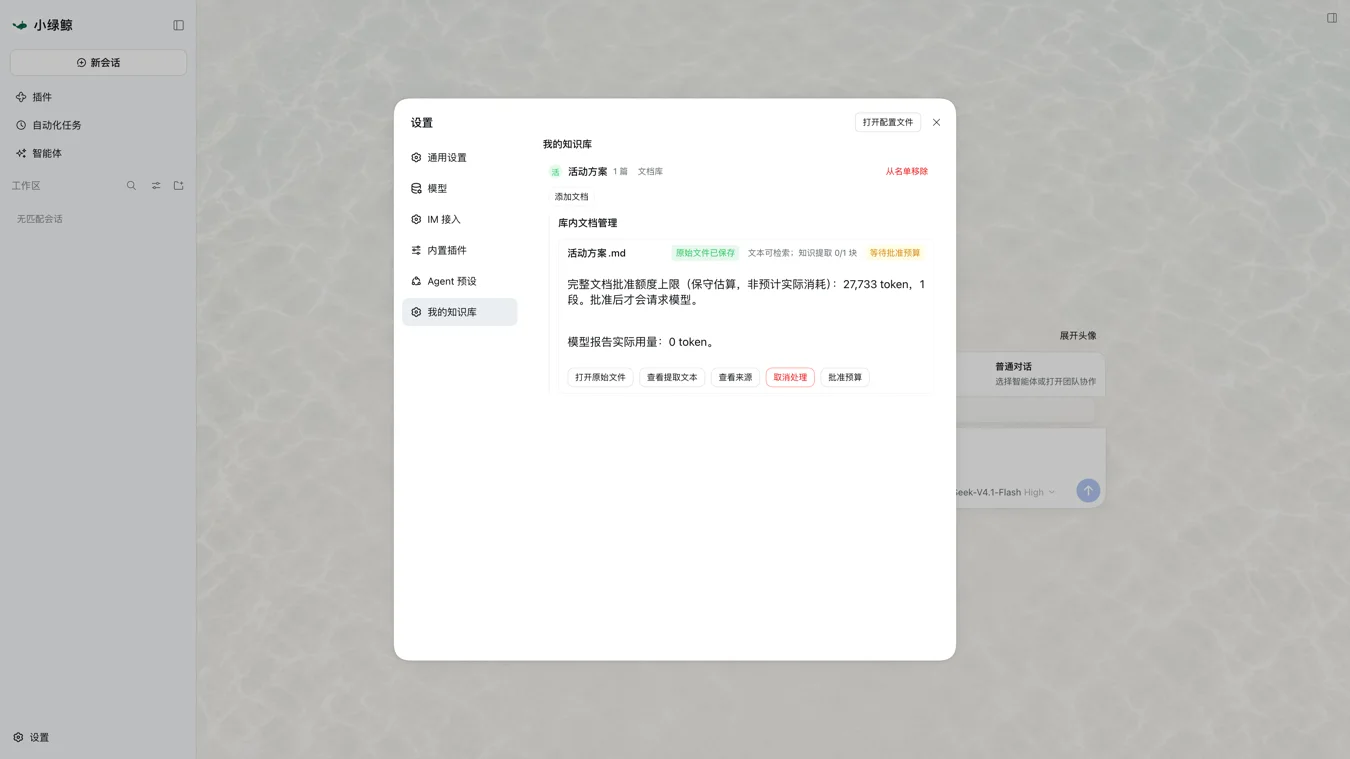 小绿鲸
新会话
插件
自动化任务
智能体
工作区
无匹配会话
设置
设置
打开配置文件
通用设置
模型
IM 接入
内置插件
Agent 预设
我的知识库
我的知识库
活 活动方案 1 篇 文档库 从名单移除
添加文档
库内文档管理
活动方案.md 原始文件已保存 文本可检索；知识提取 0/1 块 等待批准预算
完整文档批准额度上限（保守估算，非预计实际消耗）：27,733 token，1
段。批准后才会请求模型。
模型报告实际用量：0 token。
打开原始文件 查看提取文本 查看来源 取消处理 批准预算
展开头像
普通对话
选择智能体或打开团队协作
Seek-V4.1-Flash High